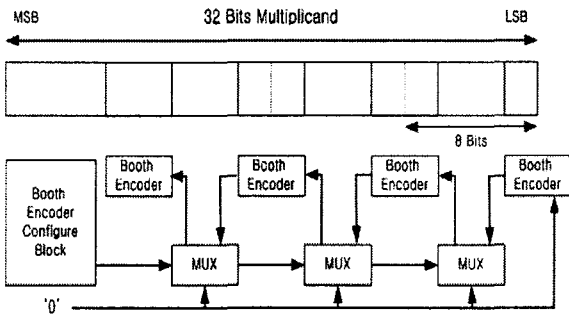 MSB 32 Bits Multiplicand LSB
8 Bits
Booth Encoder Configure Block
Booth Encoder
Booth Encoder
Booth Encoder
Booth Encoder
MUX
MUX
MUX
'0'